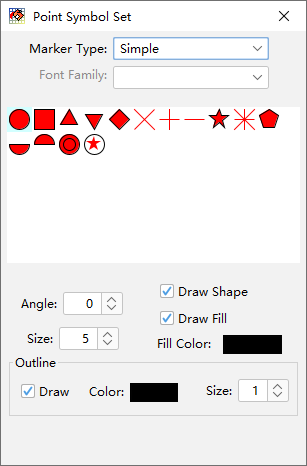 Point Symbol Set
Marker Type: Simple
Font Family:
Angle: 0
Draw Shape
Draw Fill
Size: 5
Fill Color:
Outline
Draw Color: Size: 1